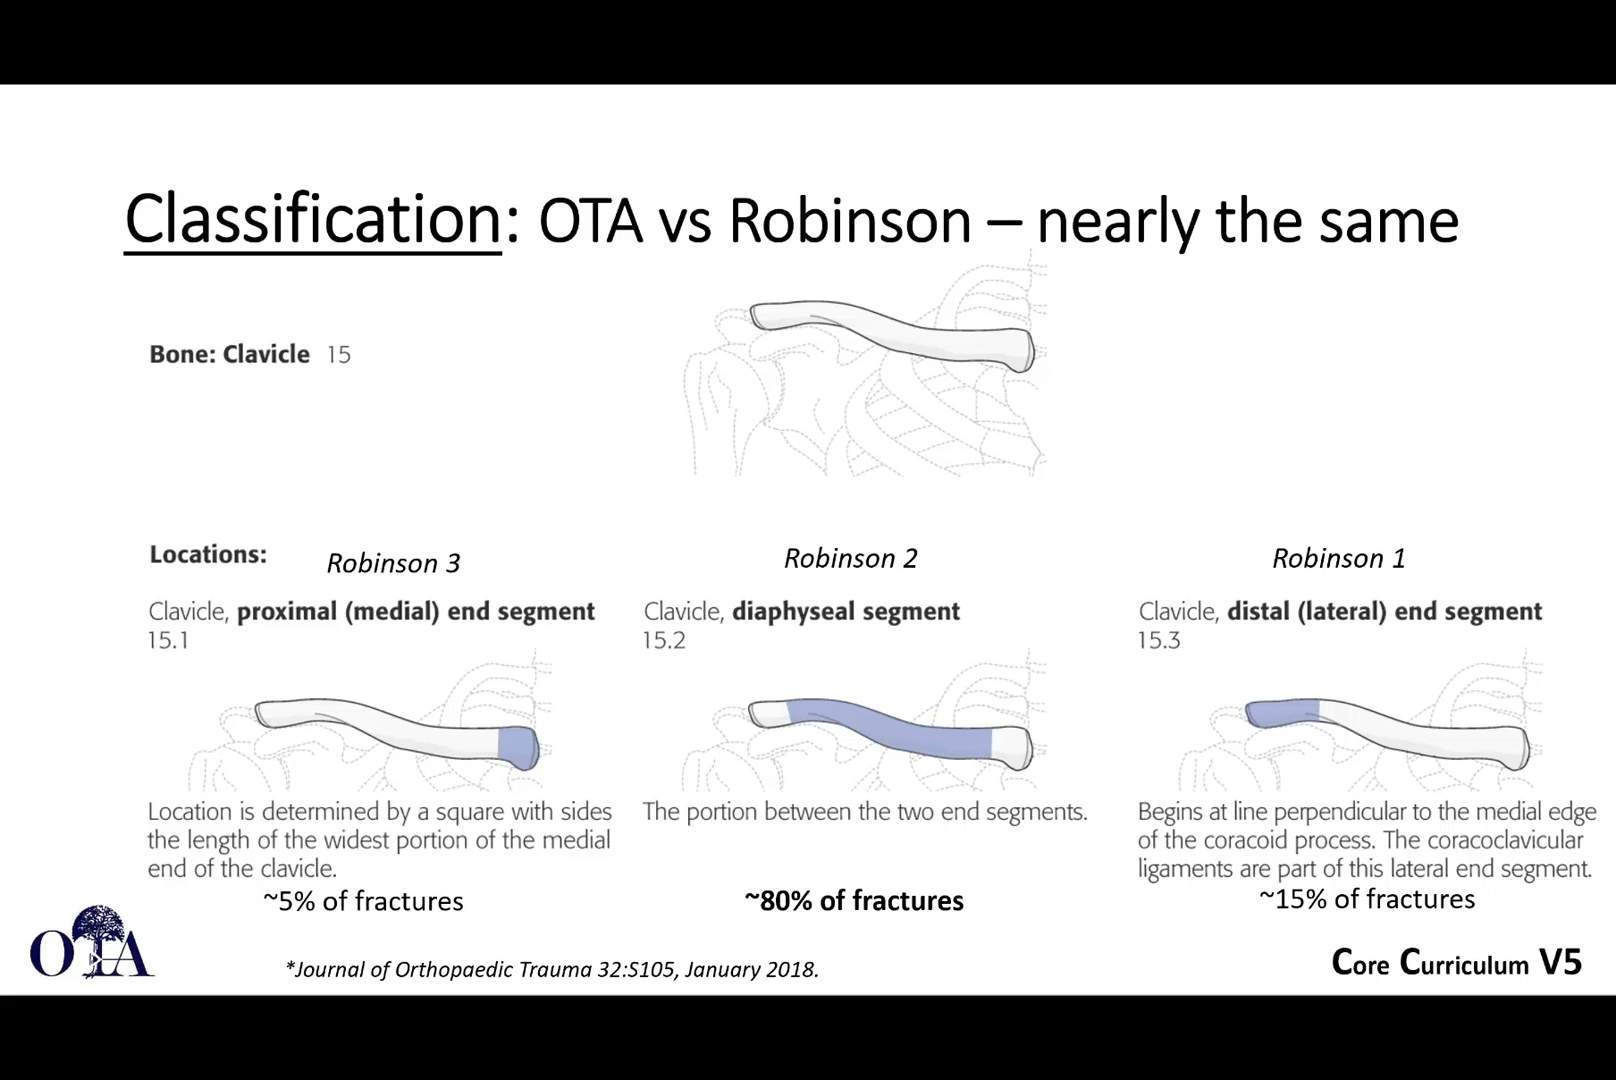 Classification: OTA vs Robinson – nearly the same
Bone: Clavicle 15
Locations:
Robinson 3
Clavicle, proximal (medial) end segment
15.1
Location is determined by a square with sides
the length of the widest portion of the medial
end of the clavicle.
~5% of fractures
Robinson 2
Clavicle, diaphyseal segment
15.2
The portion between the two end segments.
~80% of fractures
Robinson 1
Clavicle, distal (lateral) end segment
15.3
Begins at line perpendicular to the medial edge
of the coracoid process. The coracoclavicular
ligaments are part of this lateral end segment.
~15% of fractures
OTA
*Journal of Orthopaedic Trauma 32:S105, January 2018.
Core Curriculum V5